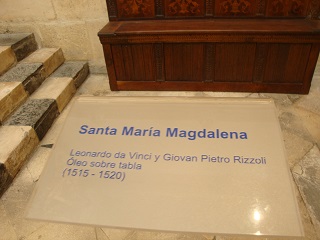 Santa María Magdalena
Leonardo da Vinci y Giovan Pietro Rizzoli
Óleo sobre tabla
(1515 - 1520)